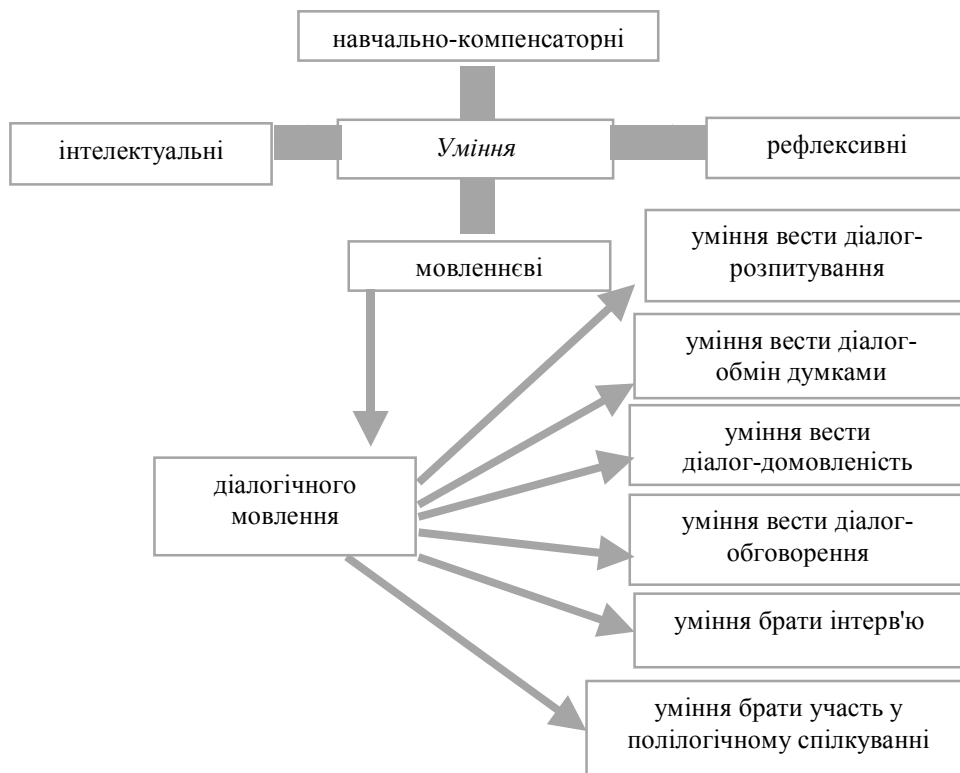 навчально-компенсаторні
інтелектуальні
Уміння
рефлексивні
мовленнєві
уміння вести діалог-
розпитування
уміння вести діалог-
обмін думками
уміння вести
діалог-домовленість
діалогічного
мовлення
уміння вести діалог-
обговорення
уміння брати інтерв'ю
уміння брати участь у
полілогічному спілкуванні